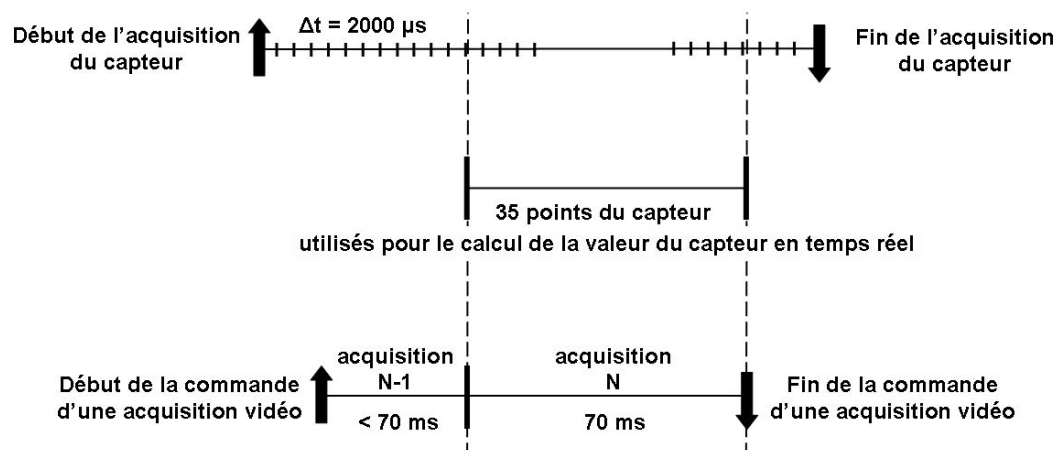 Δt = 2000 µs
Début de l'acquisition
du capteur
Fin de l'acquisition
du capteur
35 points du capteur
utilisés pour le calcul de la valeur du capteur en temps réel
acquisition
N-1
acquisition
N
Début de la commande
d'une acquisition vidéo
< 70 ms
70 ms
Fin de la commande
d'une acquisition vidéo